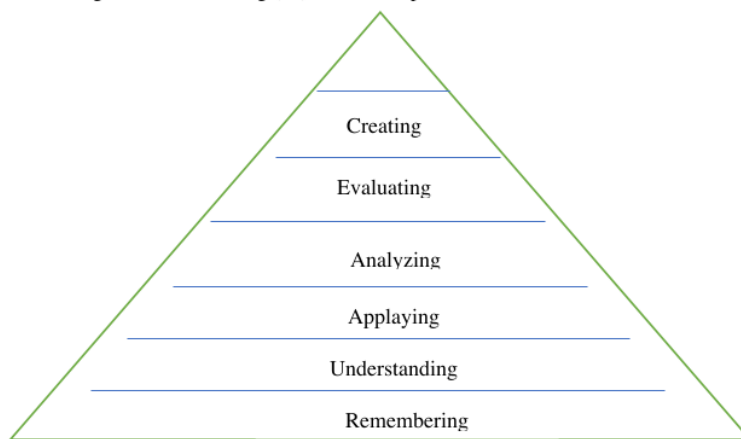 Creating
Evaluating
Analyzing
Applaying
Understanding
Remembering